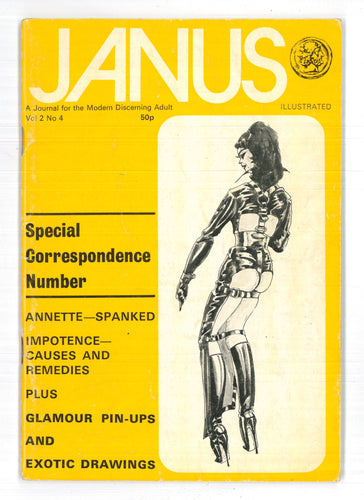 JANUS
A Journal for the Modern Discerning Adult
Vol 2 No 4
50p
ILLUSTRATED
Special
Correspondence
Number
ANNETTE—SPANKED
IMPOTENCE—
CAUSES AND
REMEDIES
PLUS
GLAMOUR PIN-UPS
AND
EXOTIC DRAWINGS